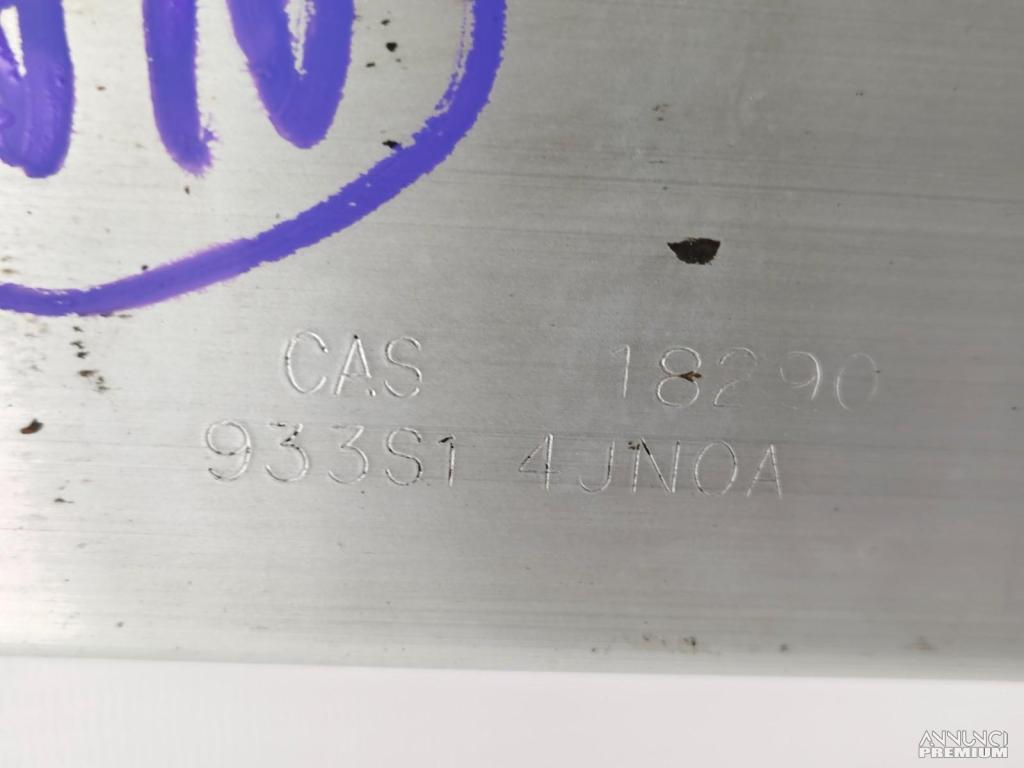 CAS 18290
933S1 4JN0A
ANNUNCI
PREMIUM